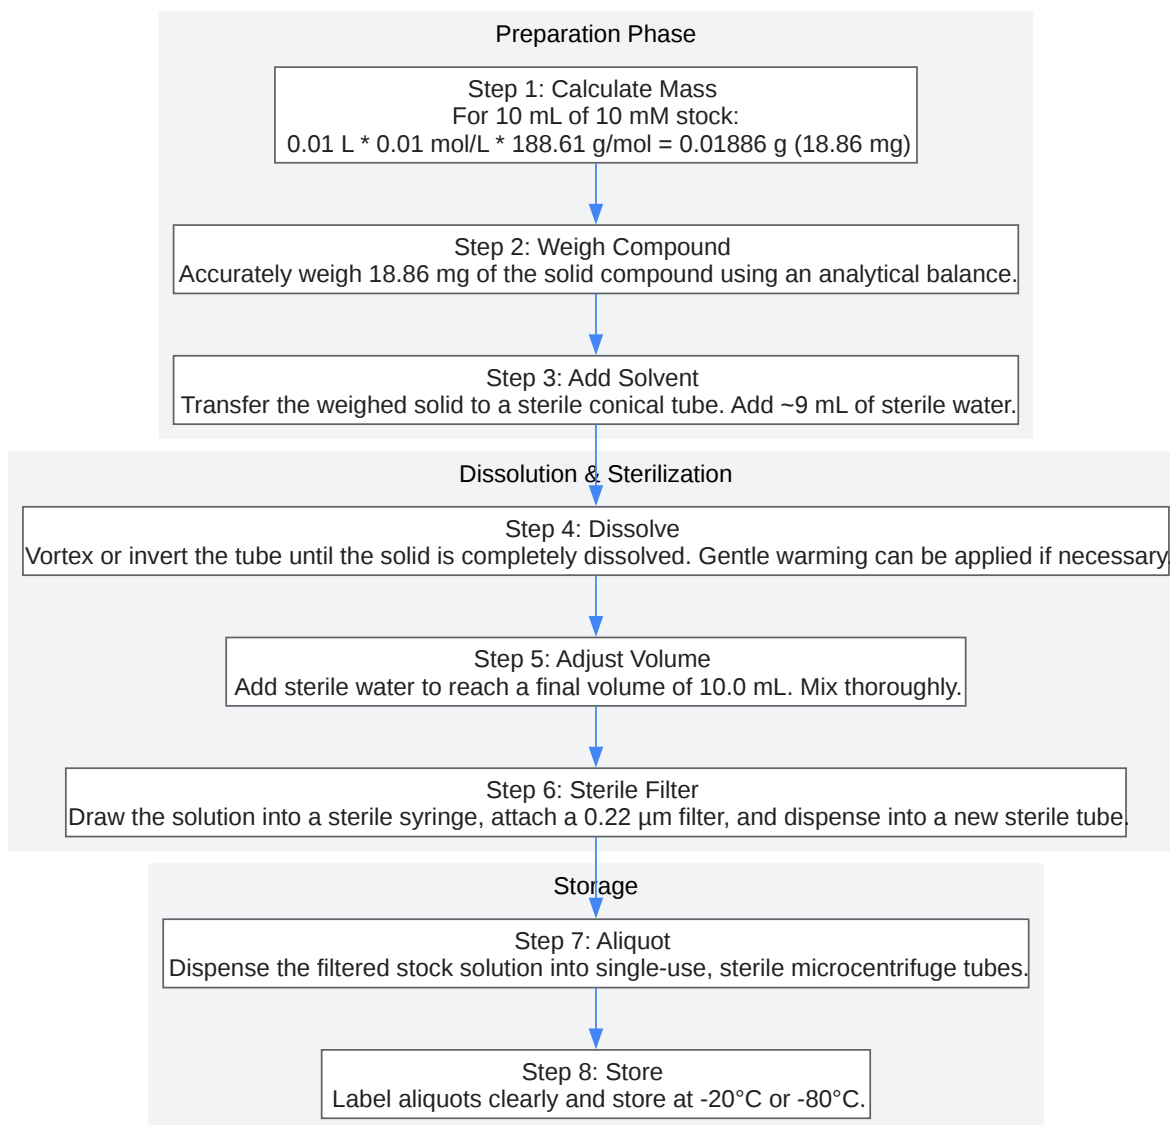 Preparation Phase
Step 1: Calculate Mass
For 10 mL of 10 mM stock:
0.01 L * 0.01 mol/L * 188.61 g/mol = 0.01886 g (18.86 mg)
Step 2: Weigh Compound
Accurately weigh 18.86 mg of the solid compound using an analytical balance.
Step 3: Add Solvent
Transfer the weighed solid to a sterile conical tube. Add ~9 mL of sterile water.
Dissolution & Sterilization
Step 4: Dissolve
Vortex or invert the tube until the solid is completely dissolved. Gentle warming can be applied if necessary.
Step 5: Adjust Volume
Add sterile water to reach a final volume of 10.0 mL. Mix thoroughly.
Step 6: Sterile Filter
Draw the solution into a sterile syringe, attach a 0.22 µm filter, and dispense into a new sterile tube.
Storage
Step 7: Aliquot
Dispense the filtered stock solution into single-use, sterile microcentrifuge tubes.
Step 8: Store
Label aliquots clearly and store at -20°C or -80°C.